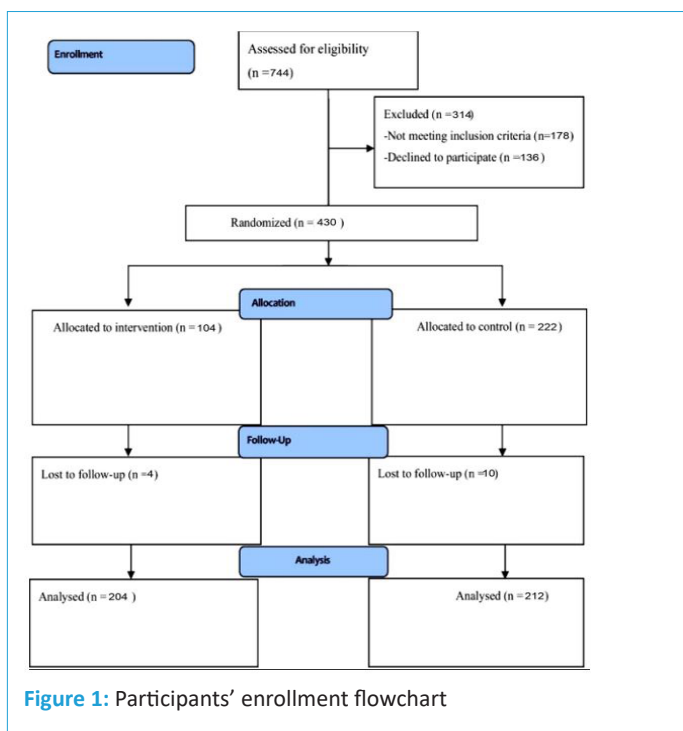 Enrollment
Assessed for eligibility
(n =744)
Excluded (n =314)
-Not meeting inclusion criteria (n=178)
-Declined to participate (n =136)
Randomized (n = 430 )
Allocation
Allocated to intervention (n = 104)
Allocated to control (n = 222)
Follow-Up
Lost to follow-up (n =4)
Lost to follow-up (n =10)
Analysis
Analysed (n = 204 )
Analysed (n = 212)
Figure 1: Participants’ enrollment flowchart